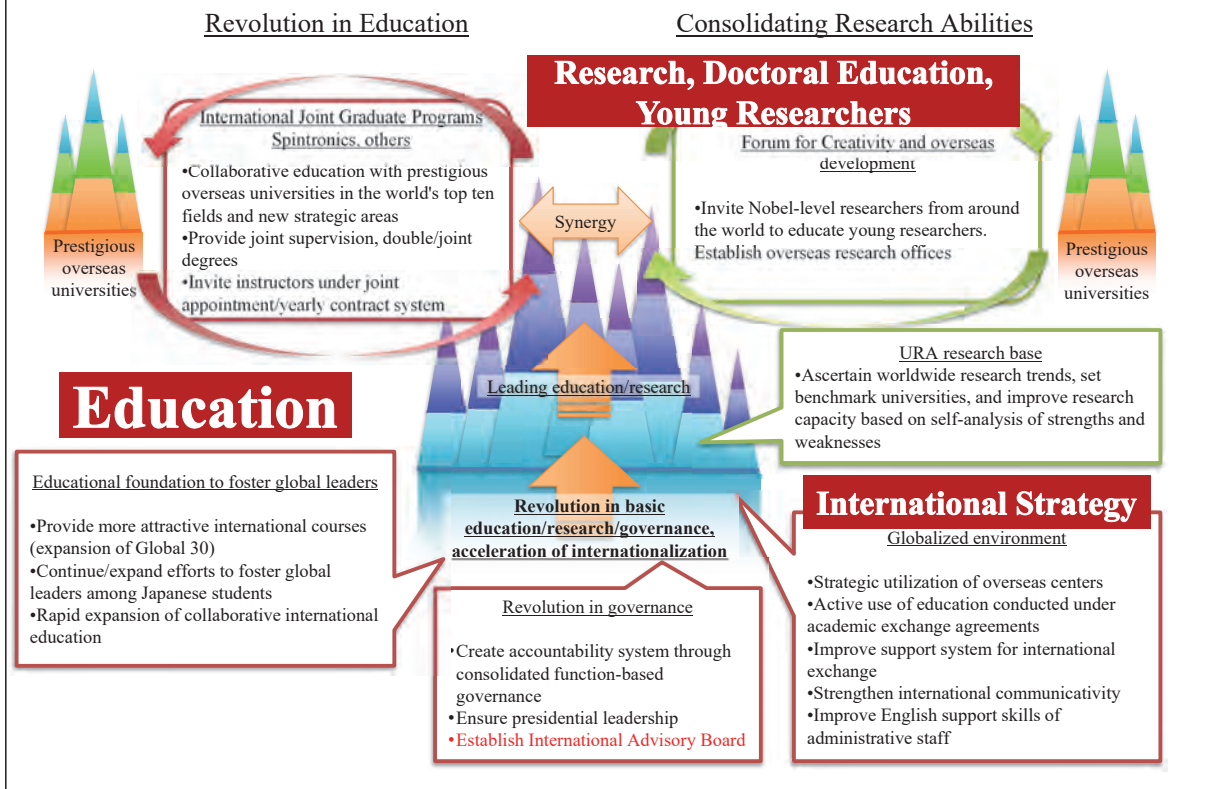 Revolution in Education
Consolidating Research Abilities
Research, Doctoral Education,
Young Researchers
International Joint Graduate Programs
Spintronics, others
•Collaborative education with prestigious
overseas universities in the world's top ten
fields and new strategic areas
•Provide joint supervision, double/joint
degrees
•Invite instructors under joint
appointment/yearly contract system
Synergy
Forum for Creativity and overseas
development
•Invite Nobel-level researchers from around
the world to educate young researchers.
Establish overseas research offices
Prestigious
overseas
universities
Prestigious
overseas
universities
Leading education/research
URA research base
•Ascertain worldwide research trends, set
benchmark universities, and improve research
capacity based on self-analysis of strengths and
weaknesses
Education
Educational foundation to foster global leaders
•Provide more attractive international courses
(expansion of Global 30)
•Continue/expand efforts to foster global
leaders among Japanese students
•Rapid expansion of collaborative international
education
Revolution in basic
education/research/governance,
acceleration of internationalization
Revolution in governance
•Create accountability system through
consolidated function-based
governance
•Ensure presidential leadership
•Establish International Advisory Board
International Strategy
Globalized environment
•Strategic utilization of overseas centers
•Active use of education conducted under
academic exchange agreements
•Improve support system for international
exchange
•Strengthen international communicativity
•Improve English support skills of
administrative staff